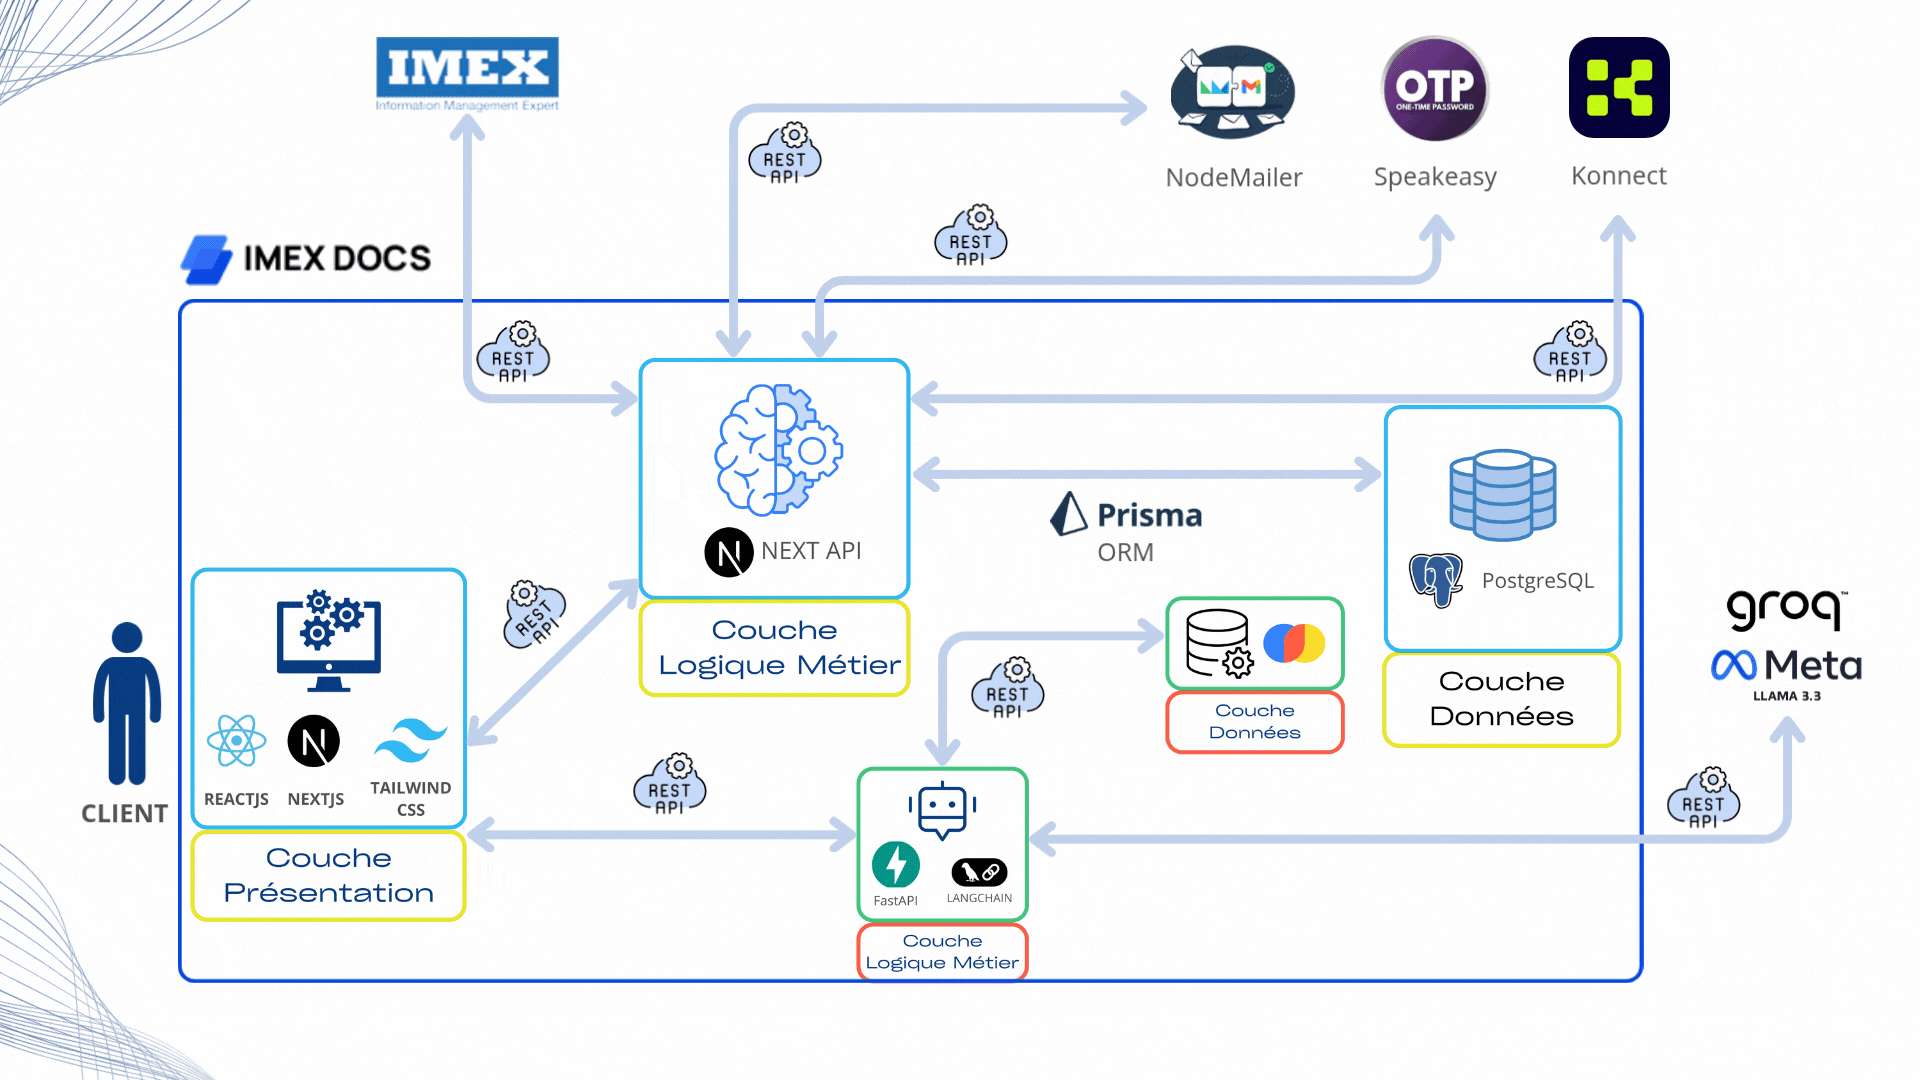 IMEX
Information Management Expert
OTP
ONE-TIME PASSWORD
NodeMailer
Speakeasy
Konnect
REST
API
REST
API
IMEX DOCS
REST
API
REST
API
NEXT API
Prisma
ORM
PostgreSQL
REST
API
Couche
Logique Métier
groq™
Meta
LLAMA 3.3
Couche
Données
REST
API
Couche
Données
CLIENT
REACTJS
NEXTJS
TAILWIND
CSS
REST
API
REST
API
Couche
Présentation
FastAPI
LANGCHAIN
Couche
Logique Métier